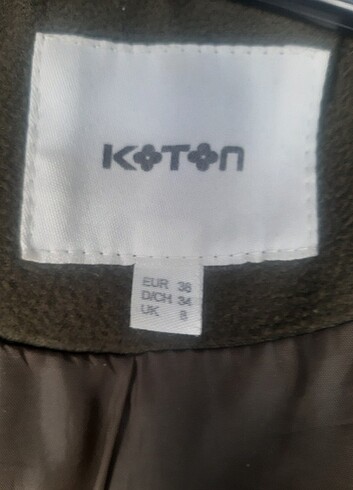 KOTON
EUR 36
D/CH 34
UK 8